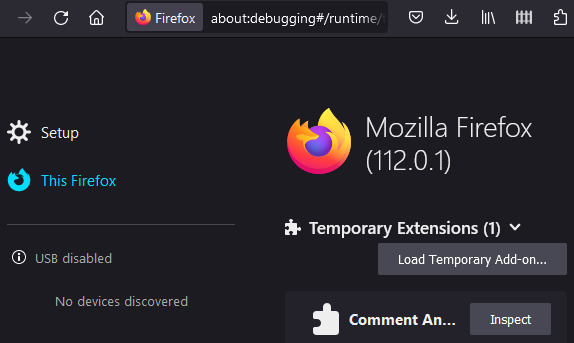 Firefox about:debugging#/runtime/
Setup
This Firefox
USB disabled
No devices discovered
Mozilla Firefox
(112.0.1)
Temporary Extensions (1)
Load Temporary Add-on...
Comment An...
Inspect